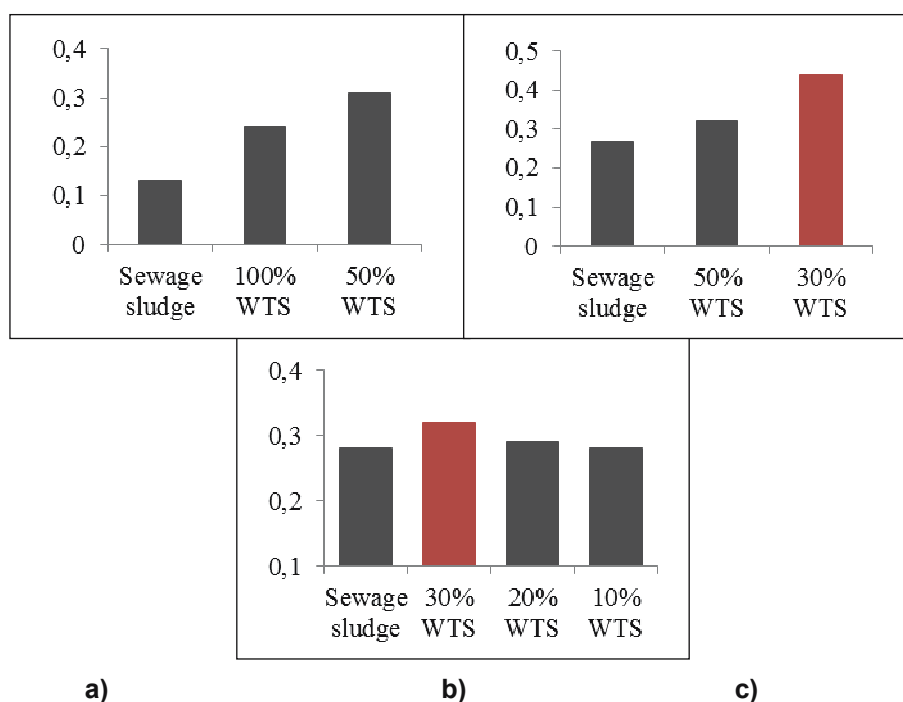 0,4
0,3
0,2
0,1
0
Sewage sludge
100% WTS
50% WTS
0,5
0,4
0,3
0,2
0,1
0
Sewage sludge
50% WTS
30% WTS
0,4
0,3
0,2
0,1
Sewage sludge
30% WTS
20% WTS
10% WTS
a) b) c)